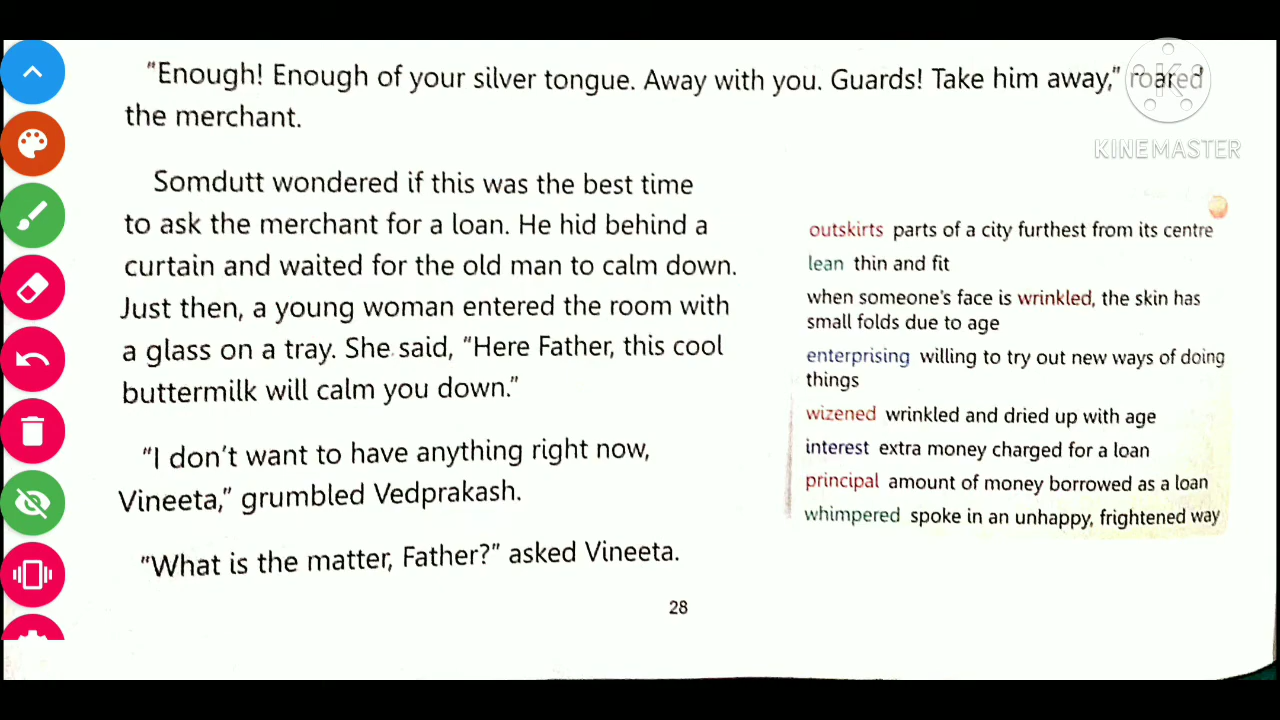 "Enough! Enough of your silver tongue. Away with you. Guards! Take him away," roared
the merchant.
KINEMASTER
Somdutt wondered if this was the best time
to ask the merchant for a loan. He hid behind a
curtain and waited for the old man to calm down.
Just then, a young woman entered the room with
a glass on a tray. She said, "Here Father, this cool
buttermilk will calm you down."
"I don't want to have anything right now,
Vineeta," grumbled Vedprakash.
"What is the matter, Father?" asked Vineeta.
outskirts parts of a city furthest from its centre
lean thin and fit
when someone's face is wrinkled, the skin has
small folds due to age
enterprising willing to try out new ways of doing
things
wizened wrinkled and dried up with age
interest extra money charged for a loan
principal amount of money borrowed as a loan
whimpered spoke in an unhappy, frightened way
28